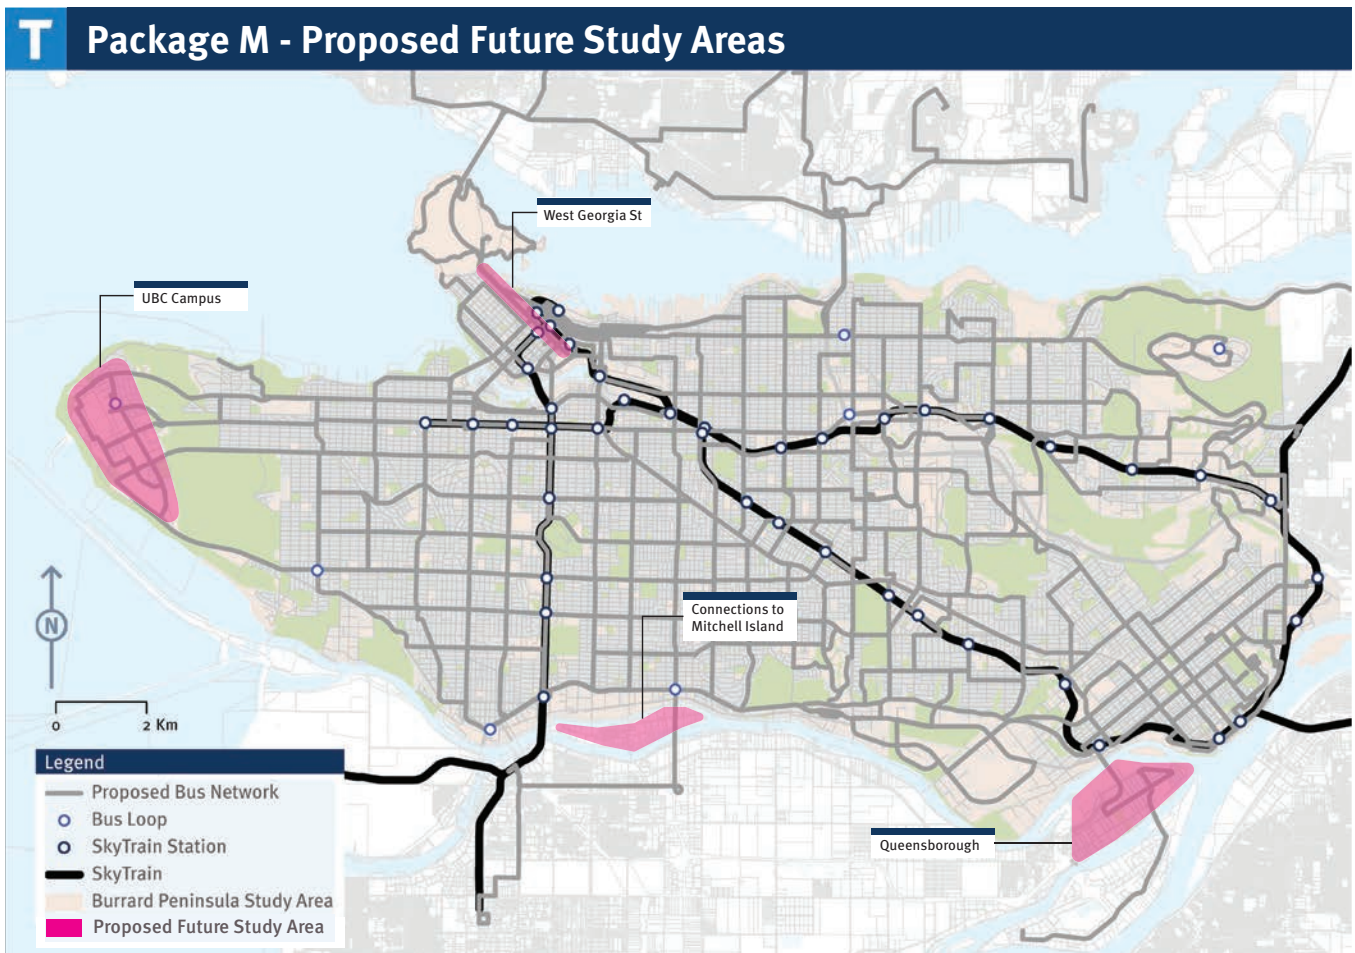 T
Package M - Proposed Future Study Areas
West Georgia St
UBC Campus
Connections to
Mitchell Island
N
0 2 Km
Queensborough
Legend
Proposed Bus Network
Bus Loop
SkyTrain Station
SkyTrain
Burrard Peninsula Study Area
Proposed Future Study Area